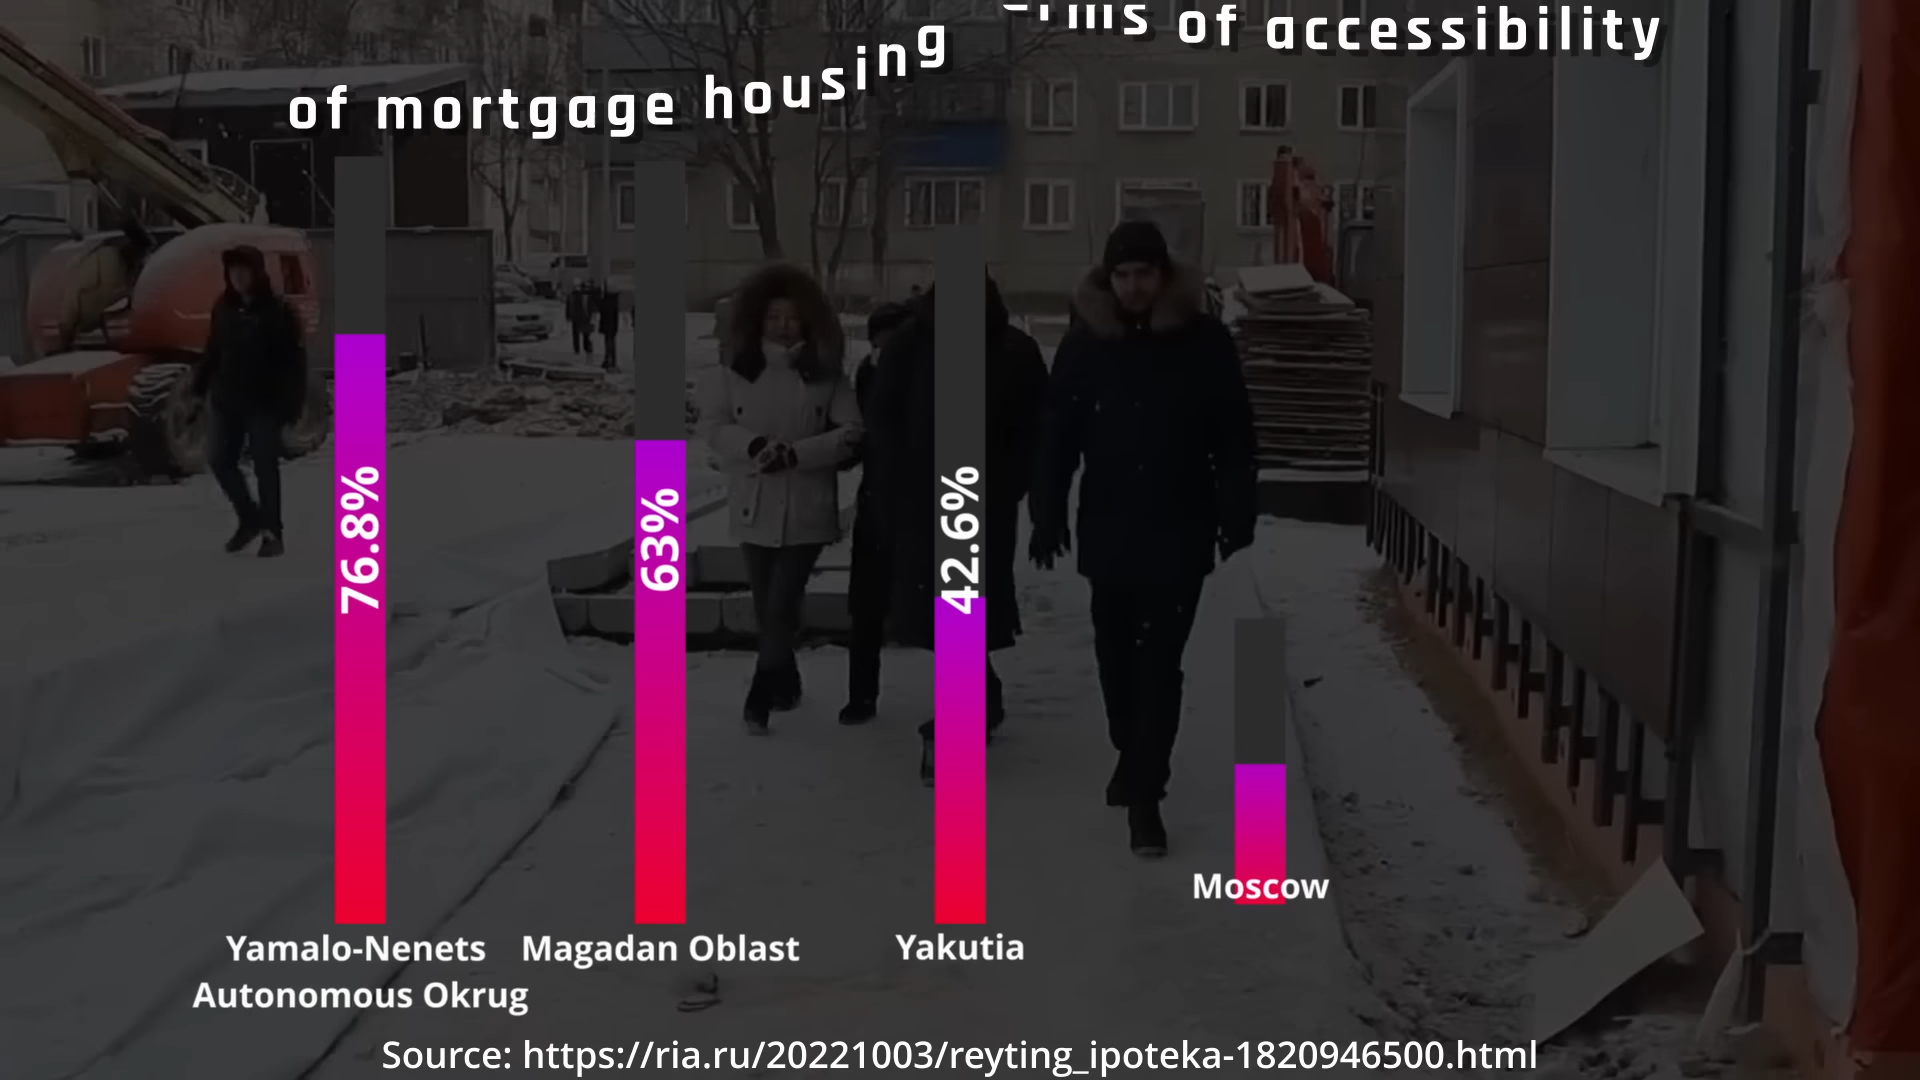 of accessibility
of mortgage housing
76.8%
63%
42.6%
Yamalo-Nenets
Autonomous Okrug
Magadan Oblast
Yakutia
Moscow
Source: https://ria.ru/20221003/reyting_ipoteka-1820946500.html